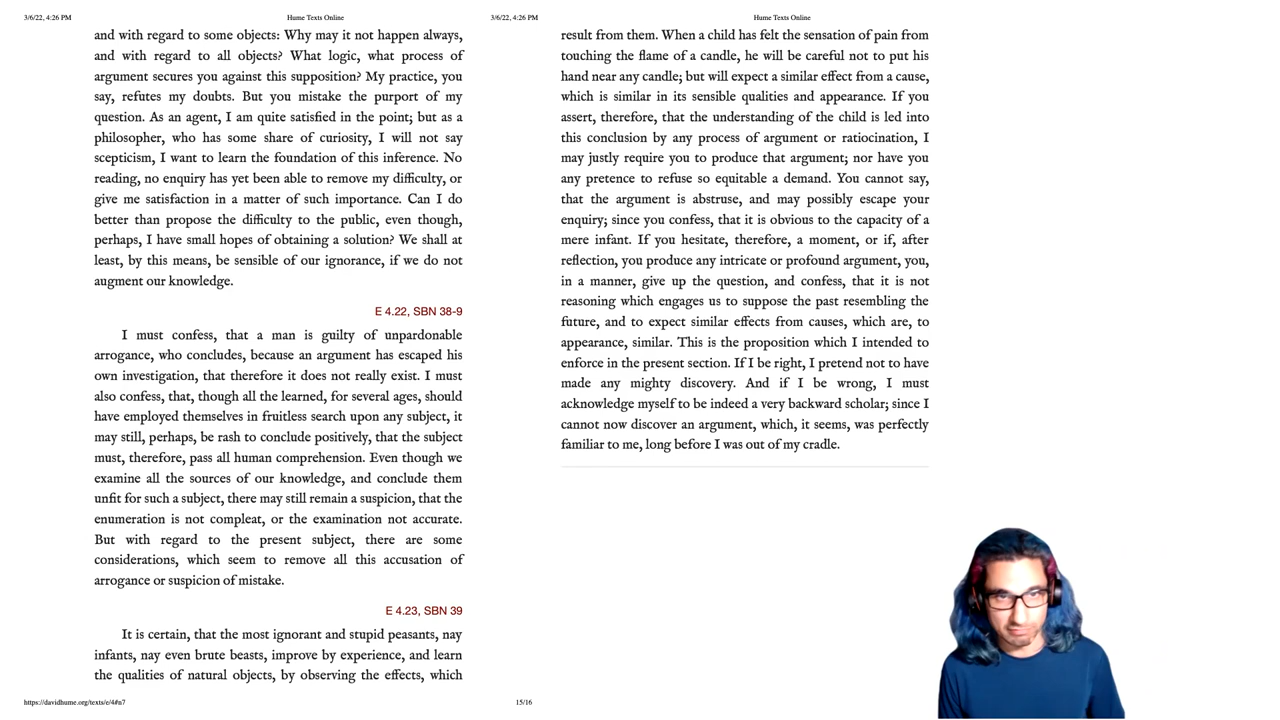 3/6/22, 4:26 PM
Hume Texts Online
and with regard to some objects: Why may it not happen always,
and with regard to all objects? What logic, what process of
argument secures you against this supposition? My practice, you
say, refutes my doubts. But you mistake the purport of my
question. As an agent, I am quite satisfied in the point; but as a
philosopher, who has some share of curiosity, I will not say
scepticism, I want to learn the foundation of this inference. No
reading, no enquiry has yet been able to remove my difficulty, or
give me satisfaction in a matter of such importance. Can I do
better than propose the difficulty to the public, even though,
perhaps, I have small hopes of obtaining a solution? We shall at
least, by this means, be sensible of our ignorance, if we do not
augment our knowledge.
E 4.22, SBN 38-9
I must confess, that a man is guilty of unpardonable
arrogance, who concludes, because an argument has escaped his
own investigation, that therefore it does not really exist. I must
also confess, that, though all the learned, for several ages, should
have employed themselves in fruitless search upon any subject, it
may still, perhaps, be rash to conclude positively, that the subject
must, therefore, pass all human comprehension. Even though we
examine all the sources of our knowledge, and conclude them
unfit for such a subject, there may still remain a suspicion, that the
enumeration is not compleat, or the examination not accurate.
But with regard to the present subject, there are some
considerations, which seem to remove all this accusation of
arrogance or suspicion of mistake.
E 4.23, SBN 39
It is certain, that the most ignorant and stupid peasants, nay
infants, nay even brute beasts, improve by experience, and learn
the qualities of natural objects, by observing the effects, which
https://davidhume.org/texts/e/4#n7
15/16
3/6/22, 4:26 PM
Hume Texts Online
result from them. When a child has felt the sensation of pain from
touching the flame of a candle, he will be careful not to put his
hand near any candle; but will expect a similar effect from a cause,
which is similar in its sensible qualities and appearance. If you
assert, therefore, that the understanding of the child is led into
this conclusion by any process of argument or ratiocination, I
may justly require you to produce that argument; nor have you
any pretence to refuse so equitable a demand. You cannot say,
that the argument is abstruse, and may possibly escape your
enquiry; since you confess, that it is obvious to the capacity of a
mere infant. If you hesitate, therefore, a moment, or if, after
reflection, you produce any intricate or profound argument, you,
in a manner, give up the question, and confess, that it is not
reasoning which engages us to suppose the past resembling the
future, and to expect similar effects from causes, which are, to
appearance, similar. This is the proposition which I intended to
enforce in the present section. If I be right, I pretend not to have
made any mighty discovery. And if I be wrong, I must
acknowledge myself to be indeed a very backward scholar; since I
cannot now discover an argument, which, it seems, was perfectly
familiar to me, long before I was out of my cradle.